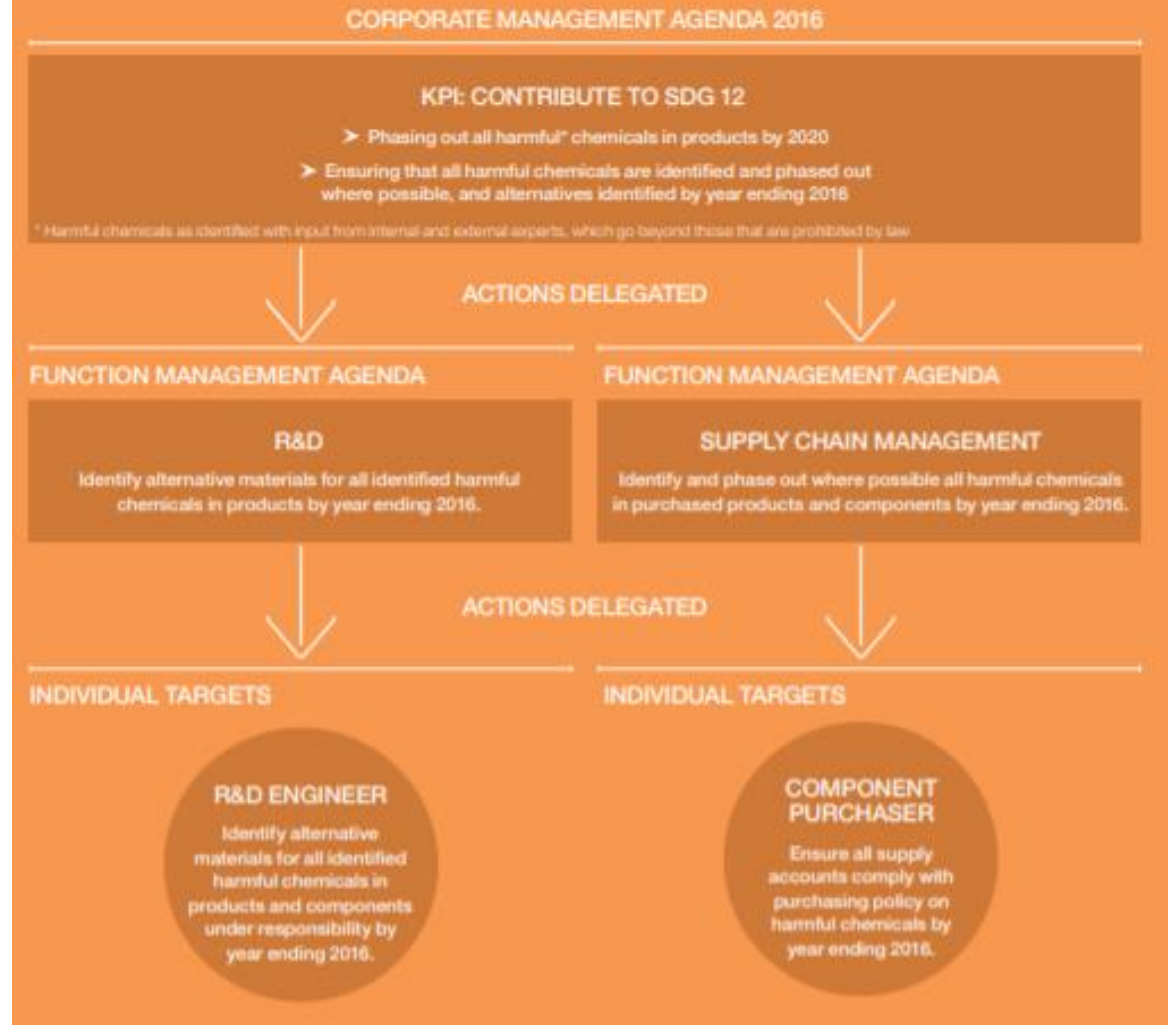 CORPORATE MANAGEMENT AGENDA 2016
KPI: CONTRIBUTE TO SDG 12
➤ Phasing out all harmful* chemicals in products by 2020
➤ Ensuring that all harmful chemicals are identified and phased out
where possible, and alternatives identified by year ending 2016
* Harmful chemicals as identified with input from internal and external experts, which go beyond those that are prohibited by law
ACTIONS DELEGATED
FUNCTION MANAGEMENT AGENDA
R&D
Identify alternative materials for all identified harmful
chemicals in products by year ending 2016.
FUNCTION MANAGEMENT AGENDA
SUPPLY CHAIN MANAGEMENT
Identify and phase out where possible all harmful chemicals
in purchased products and components by year ending 2016.
ACTIONS DELEGATED
INDIVIDUAL TARGETS
R&D ENGINEER
Identify alternative
materials for all identified
harmful chemicals in
products and components
under responsibility by
year ending 2016.
INDIVIDUAL TARGETS
COMPONENT
PURCHASER
Ensure all supply
accounts comply with
purchasing policy on
harmful chemicals by
year ending 2016.